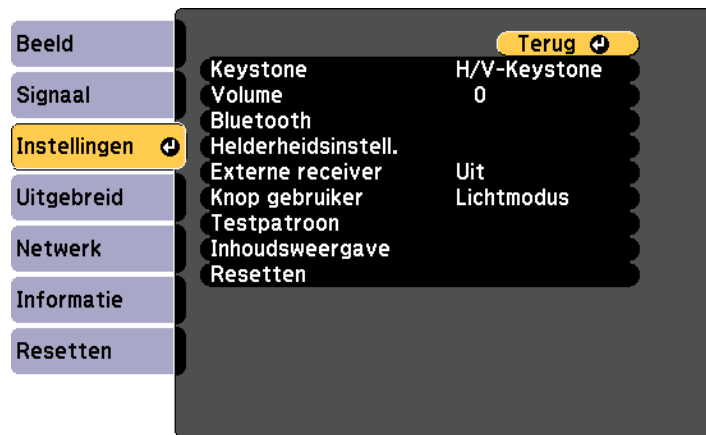 Beeld
Signaal
Instellingen
Uitgebreid
Netwerk
Informatie
Resetten
Terug
Keystone H/V-Keystone
Volume 0
Bluetooth
Helderheidsinstell.
Externe receiver Uit
Knop gebruiker Lichtmodus
Testpatroon
Inhoudsweergave
Resetten